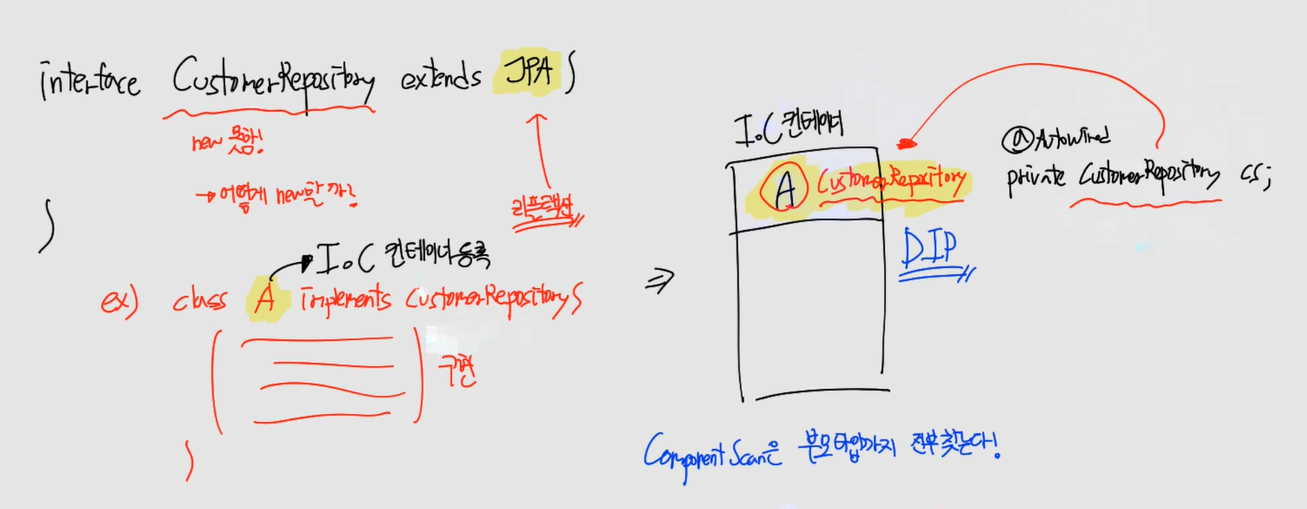 interface CustomerRepository extends JPA {
new 못함!
→ 어떻게 new할까?
리플렉션
}
IoC 컨테이너 등록
ex) class A implements CustomerRepository {
구현
}
IoC 컨테이너
A CustomerRepository
DIP
@Autowired
private CustomerRepository cs;
⇒
ComponentScan은 부모타입까지 전부 찾는다!